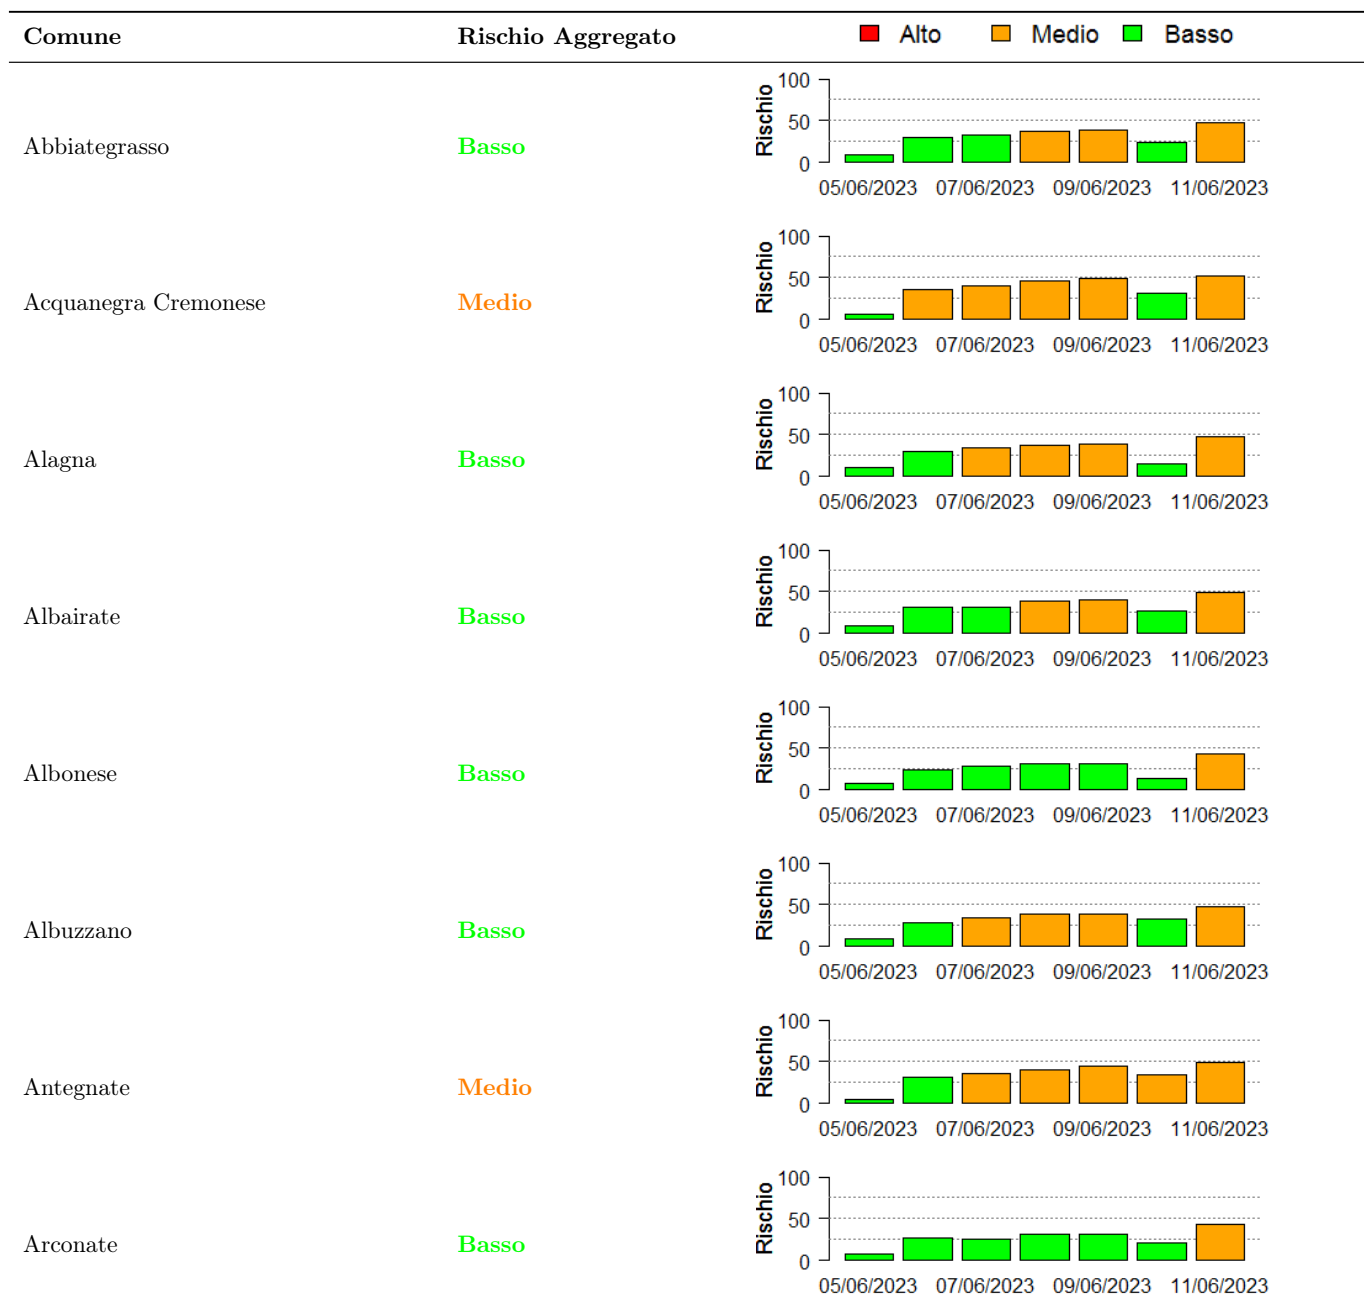 Comune Rischio Aggregato Alto Medio Basso
100
50
0
Rischio
Abbiategrasso Basso
05/06/2023 07/06/2023 09/06/2023 11/06/2023
100
50
0
Rischio
Acquanegra Cremonese Medio
05/06/2023 07/06/2023 09/06/2023 11/06/2023
100
50
0
Rischio
Alagna Basso
05/06/2023 07/06/2023 09/06/2023 11/06/2023
100
50
0
Rischio
Albairate Basso
05/06/2023 07/06/2023 09/06/2023 11/06/2023
100
50
0
Rischio
Albonese Basso
05/06/2023 07/06/2023 09/06/2023 11/06/2023
100
50
0
Rischio
Albuzzano Basso
05/06/2023 07/06/2023 09/06/2023 11/06/2023
100
50
0
Rischio
Antegnate Medio
05/06/2023 07/06/2023 09/06/2023 11/06/2023
100
50
0
Rischio
Arconate Basso
05/06/2023 07/06/2023 09/06/2023 11/06/2023